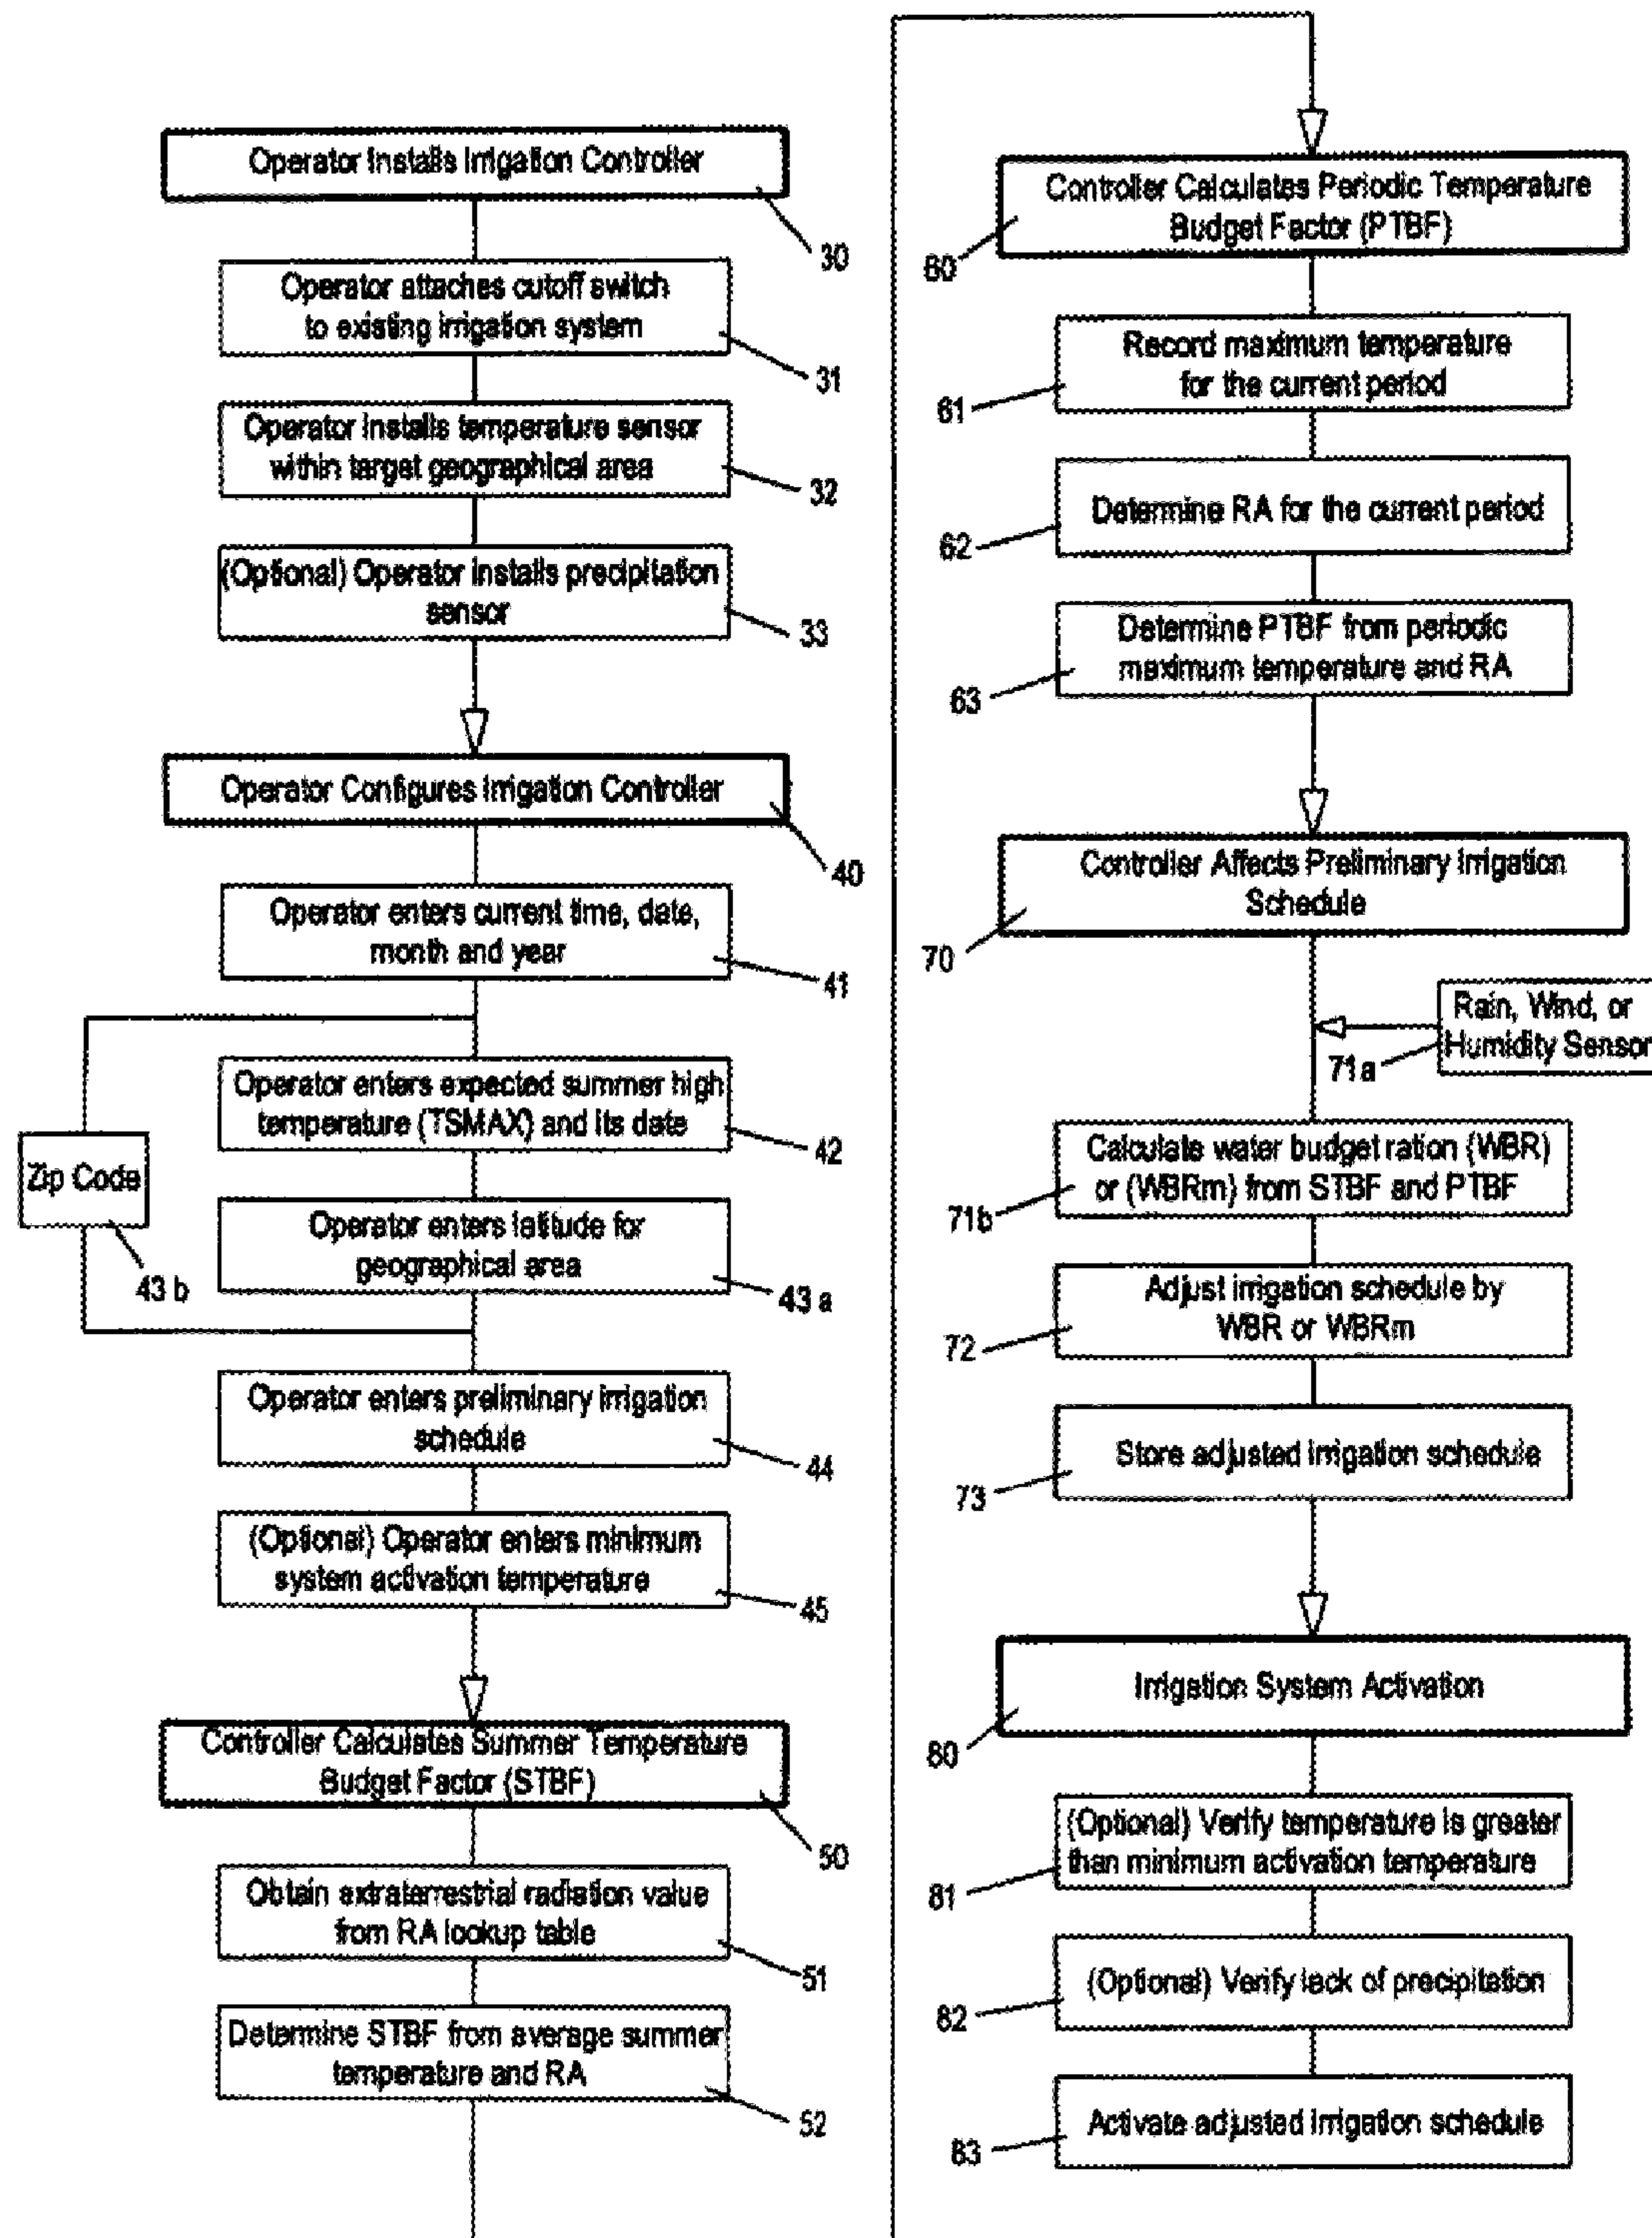 Operator Installs Irrigation Controller
30
Operator attaches cutoff switch
to existing irrigation system
31
Operator installs temperature sensor
within target geographical area
32
(Optional) Operator installs precipitation
sensor
33
Operator Configures Irrigation Controller
40
Operator enters current time, date,
month and year
41
Operator enters expected summer high
temperature (TSMAX) and its date
42
Zip Code
43 b
Operator enters latitude for
geographical area
43 a
Operator enters preliminary irrigation
schedule
44
(Optional) Operator enters minimum
system activation temperature
45
Controller Calculates Summer Temperature
Budget Factor (STBF)
50
Obtain extraterrestrial radiation value
from RA lookup table
51
Determine STBF from average summer
temperature and RA
52
Controller Calculates Periodic Temperature
Budget Factor (PTBF)
60
Record maximum temperature
for the current period
61
Determine RA for the current period
62
Determine PTBF from periodic
maximum temperature and RA
63
Controller Affects Preliminary Irrigation
Schedule
70
Rain, Wind, or
Humidity Sensor
71a
Calculate water budget ration (WBR)
or (WBRm) from STBF and PTBF
71b
Adjust irrigation schedule by
WBR or WBRm
72
Store adjusted irrigation schedule
73
Irrigation System Activation
80
(Optional) Verify temperature is greater
than minimum activation temperature
81
(Optional) Verify lack of precipitation
82
Activate adjusted irrigation schedule
83